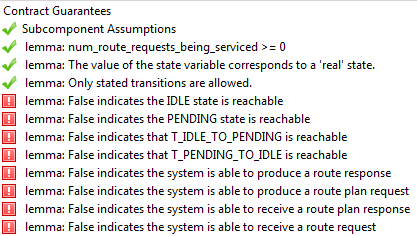 Contract Guarantees
Subcomponent Assumptions
lemma: num_route_requests_being_serviced >= 0
lemma: The value of the state variable corresponds to a 'real' state.
lemma: Only stated transitions are allowed.
lemma: False indicates the IDLE state is reachable
lemma: False indicates the PENDING state is reachable
lemma: False indicates that T_IDLE_TO_PENDING is reachable
lemma: False indicates that T_PENDING_TO_IDLE is reachable
lemma: False indicates the system is able to produce a route response
lemma: False indicates the system is able to produce a route plan request
lemma: False indicates the system is able to receive a route plan response
lemma: False indicates the system is able to receive a route request